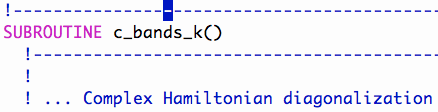 !---------------------------------------
SUBROUTINE c_bands_k()
!-------------------------------------
!
! ... Complex Hamiltonian diagonalization